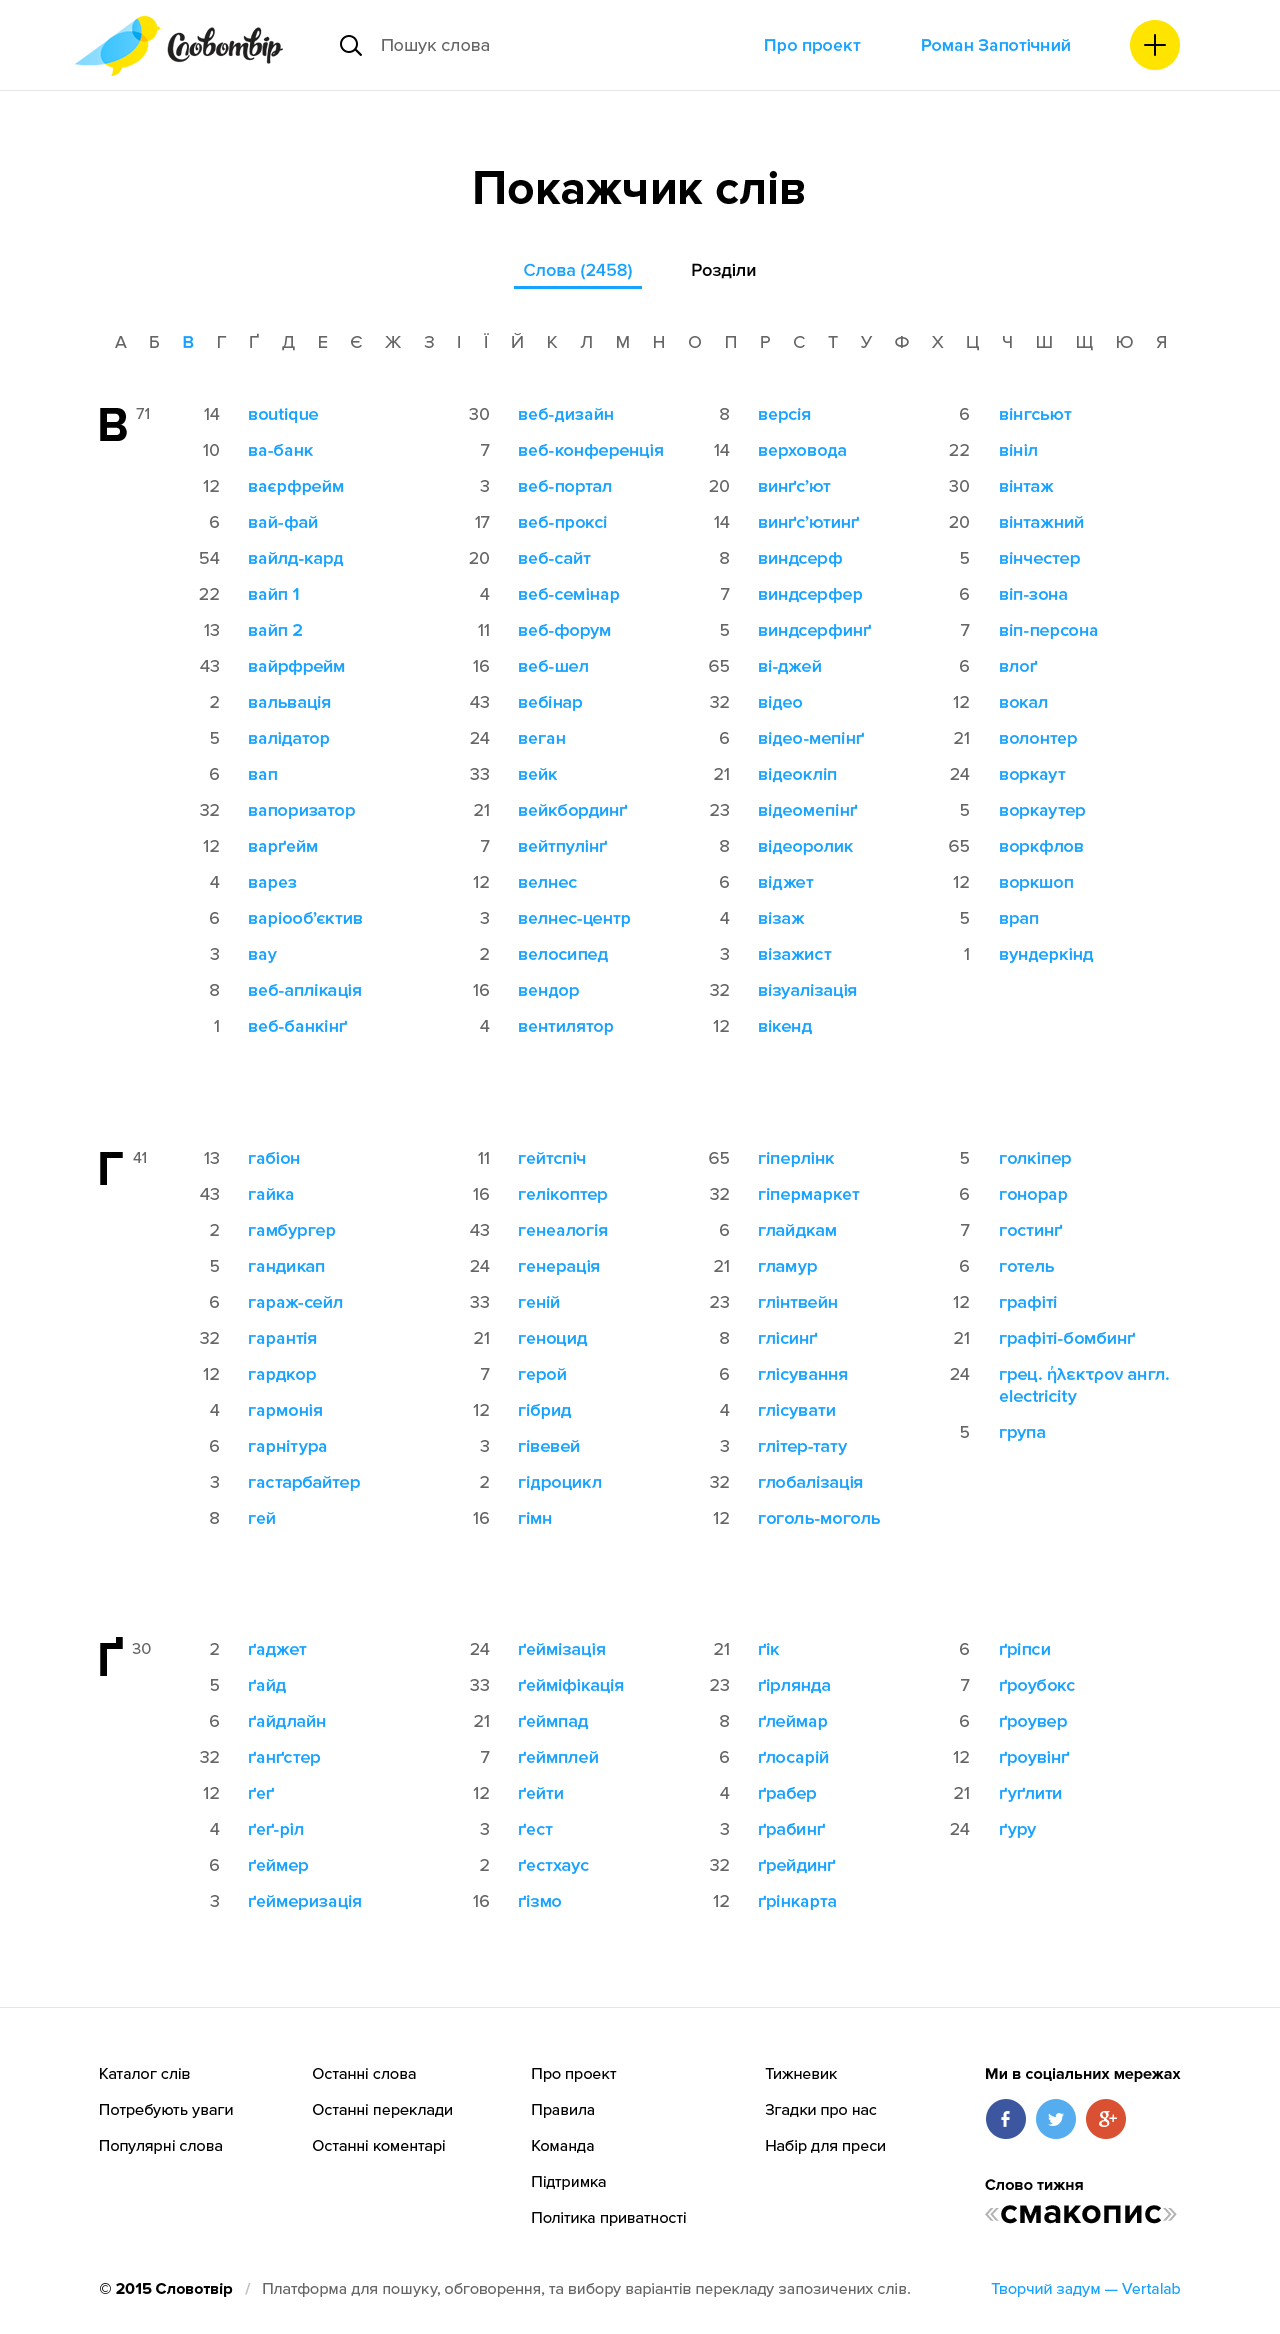 Словотвір
Пошук слова
Про проект
Роман Запотічний
Покажчик слів
Слова (2458)
Розділи
А Б В Г Ґ Д Е Є Ж З І Ї Й К Л М Н О П Р С Т У Ф Х Ц Ч Ш Щ Ю Я
В 71
14 воutique
10 ва-банк
12 ваєрфрейм
6 вай-фай
54 вайлд-кард
22 вайп 1
13 вайп 2
43 вайрфрейм
2 вальвація
5 валідатор
6 вап
32 вапоризатор
12 варґейм
4 варез
6 варіооб’єктив
3 вау
8 веб-аплікація
1 веб-банкінґ
30 веб-дизайн
7 веб-конференція
3 веб-портал
17 веб-проксі
20 веб-сайт
4 веб-семінар
11 веб-форум
16 веб-шел
43 вебінар
24 веган
33 вейк
21 вейкбординґ
7 вейтпулінґ
12 велнес
3 велнес-центр
2 велосипед
16 вендор
4 вентилятор
8 версія
14 верховода
20 винґс’ют
14 винґс’ютинґ
8 виндсерф
7 виндсерфер
5 виндсерфинґ
65 ві-джей
32 відео
6 відео-мепінґ
21 відеокліп
23 відеомепінґ
8 відеоролик
6 віджет
4 візаж
3 візажист
32 візуалізація
12 вікенд
6 вінгсьют
22 вініл
30 вінтаж
20 вінтажний
5 вінчестер
6 віп-зона
7 віп-персона
6 влоґ
12 вокал
21 волонтер
24 воркаут
5 воркаутер
65 воркфлов
12 воркшоп
5 врап
1 вундеркінд
Г 41
13 габіон
43 гайка
2 гамбургер
5 гандикап
6 гараж-сейл
32 гарантія
12 гардкор
4 гармонія
6 гарнітура
3 гастарбайтер
8 гей
11 гейтспіч
16 гелікоптер
43 генеалогія
24 генерація
33 геній
21 геноцид
7 герой
12 гібрид
3 гівевей
2 гідроцикл
16 гімн
65 гіперлінк
32 гіпермаркет
6 глайдкам
21 гламур
23 глінтвейн
8 глісинґ
6 глісування
4 глісувати
3 глітер-тату
32 глобалізація
12 гоголь-моголь
5 голкіпер
6 гонорар
7 гостинґ
6 готель
12 графіті
21 графіті-бомбинґ
24 грец. ἠλεκτρον англ.
electricity
5 група
Ґ 30
2 ґаджет
5 ґайд
6 ґайдлайн
32 ґанґстер
12 ґеґ
4 ґеґ-ріл
6 ґеймер
3 ґеймеризація
24 ґеймізація
33 ґейміфікація
21 ґеймпад
7 ґеймплей
12 ґейти
3 ґест
2 ґестхаус
16 ґізмо
21 ґік
23 ґірлянда
8 ґлеймар
6 ґлосарій
4 ґрабер
3 ґрабинґ
32 ґрейдинґ
12 ґрінкарта
6 ґріпси
7 ґроубокс
6 ґроувер
12 ґроувінґ
21 ґуґлити
24 ґуру
Каталог слів
Потребують уваги
Популярні слова
Останні слова
Останні переклади
Останні коментарі
Про проект
Правила
Команда
Підтримка
Політика приватності
Тижневик
Згадки про нас
Набір для преси
Ми в соціальних мережах
f
g+
Слово тижня
«смакопис»
© 2015 Словотвір / Платформа для пошуку, обговорення, та вибору варіантів перекладу запозичених слів.
Творчий задум — Vertalab